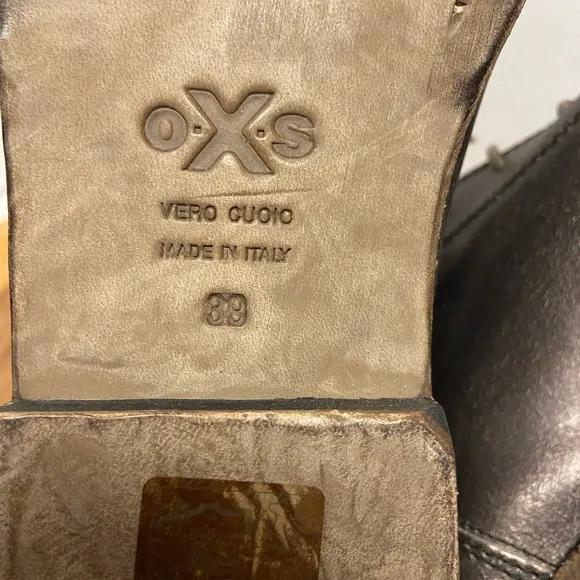 O.X.S
VERO CUOIO
MADE IN ITALY
39